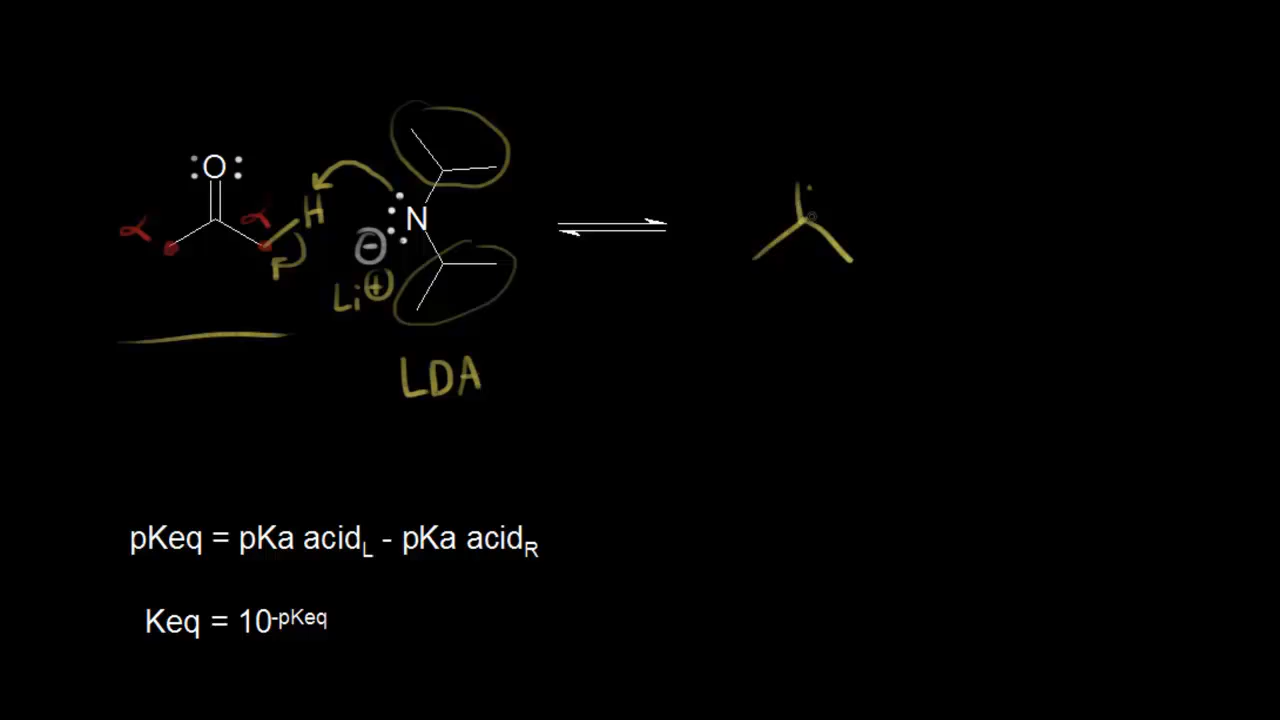 :O:
α α H N
⊖
Li⊕
LDA
pKeq = pKa acidL - pKa acidR
Keq = 10-pKeq